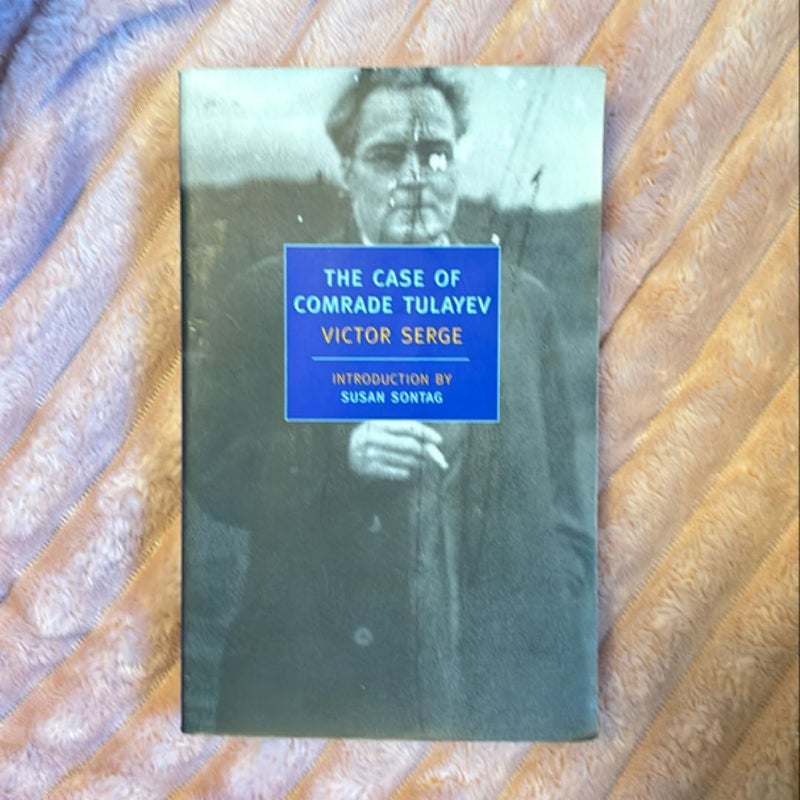 THE CASE OF
COMRADE TULAYEV
VICTOR SERGE
INTRODUCTION BY
SUSAN SONTAG